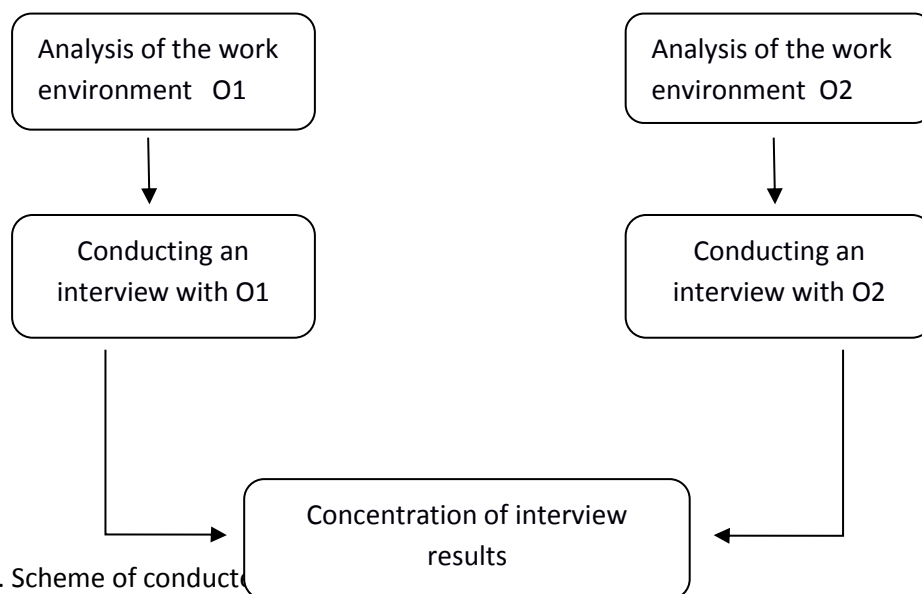 Analysis of the work
environment O1
Analysis of the work
environment O2
Conducting an
interview with O1
Conducting an
interview with O2
Concentration of interview
results
. Scheme of